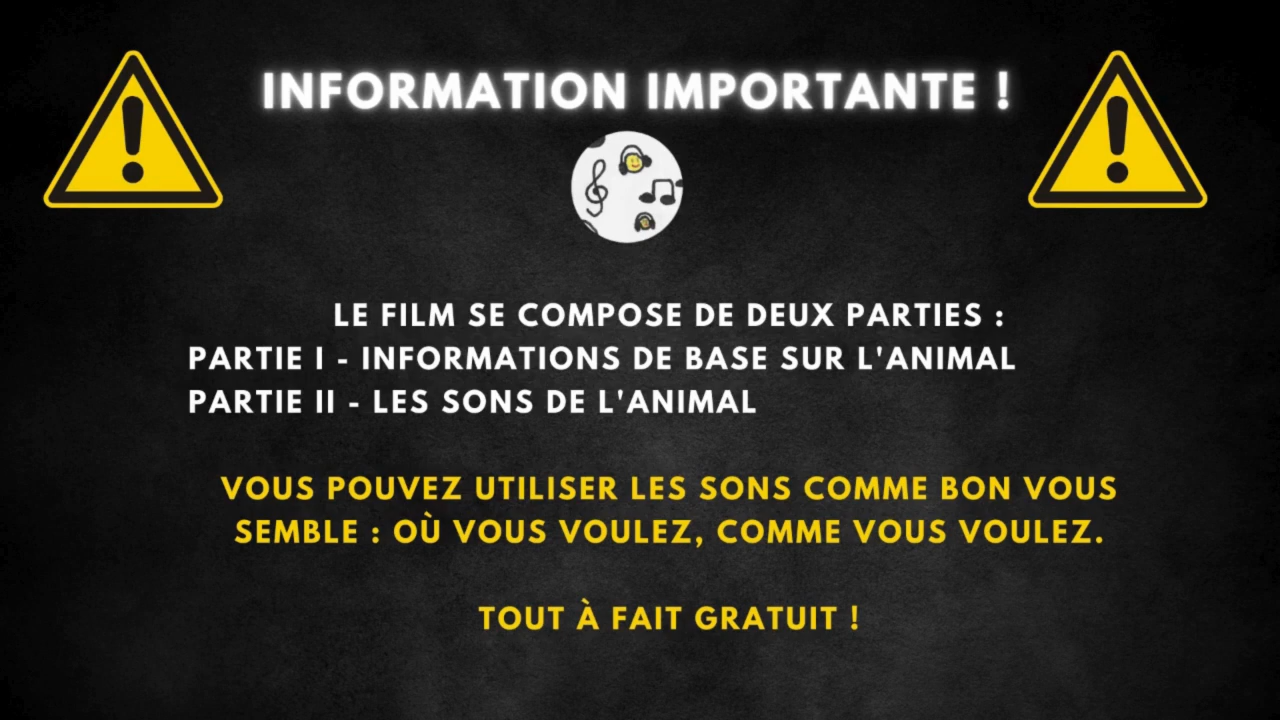 INFORMATION IMPORTANTE !
LE FILM SE COMPOSE DE DEUX PARTIES :
PARTIE I - INFORMATIONS DE BASE SUR L'ANIMAL
PARTIE II - LES SONS DE L'ANIMAL
VOUS POUVEZ UTILISER LES SONS COMME BON VOUS
SEMBLE : OÙ VOUS VOULEZ, COMME VOUS VOULEZ.
TOUT À FAIT GRATUIT !